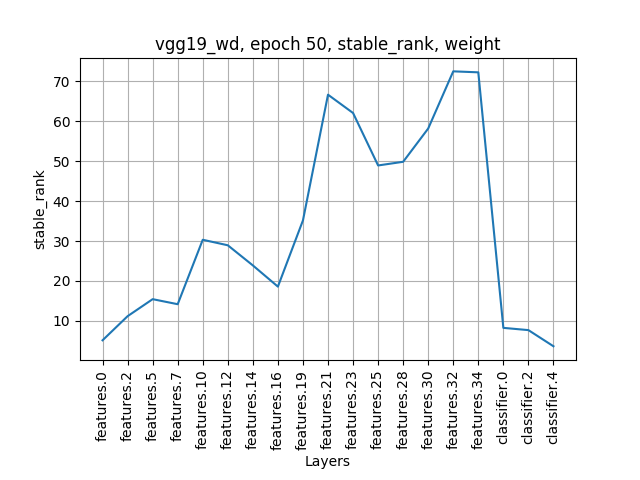 vgg19_wd, epoch 50, stable_rank, weight
70
60
50
40
30
20
10
stable_rank
features.0
features.2
features.5
features.7
features.10
features.12
features.14
features.16
features.19
features.21
features.23
features.25
features.28
features.30
features.32
features.34
classifier.0
classifier.2
classifier.4
Layers